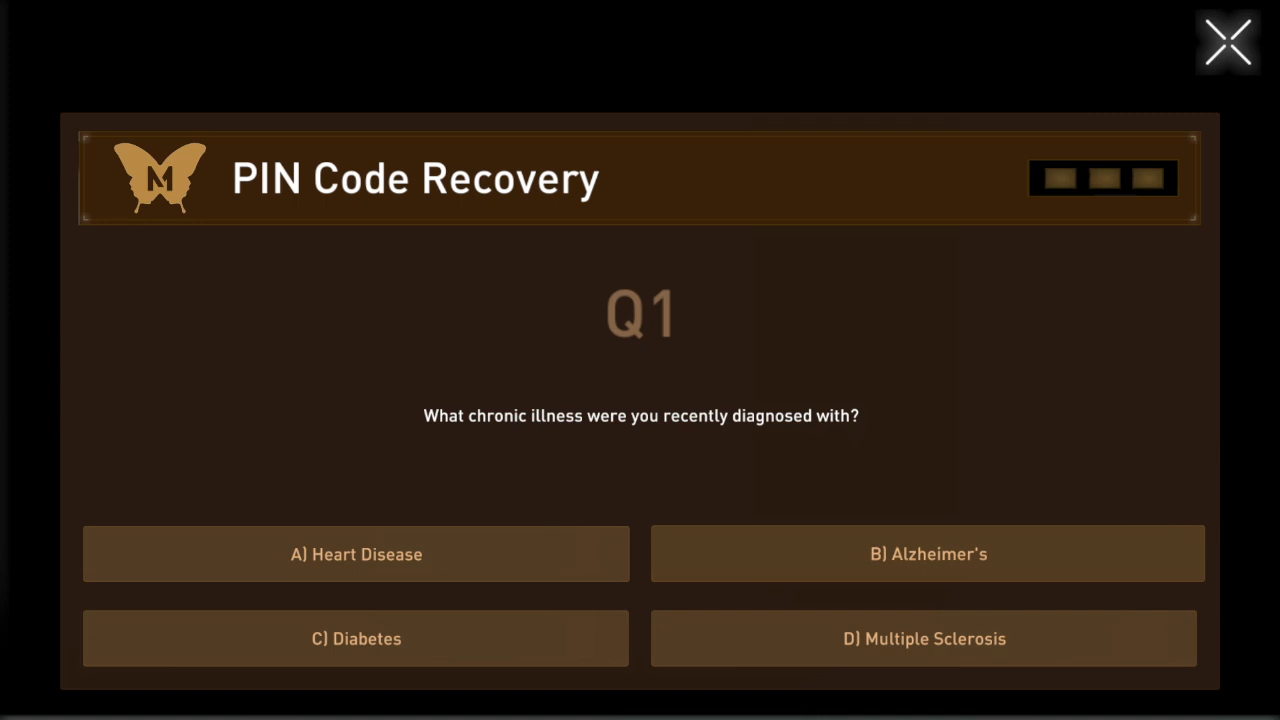 M
PIN Code Recovery
Q1
What chronic illness were you recently diagnosed with?
A) Heart Disease
B) Alzheimer's
C) Diabetes
D) Multiple Sclerosis